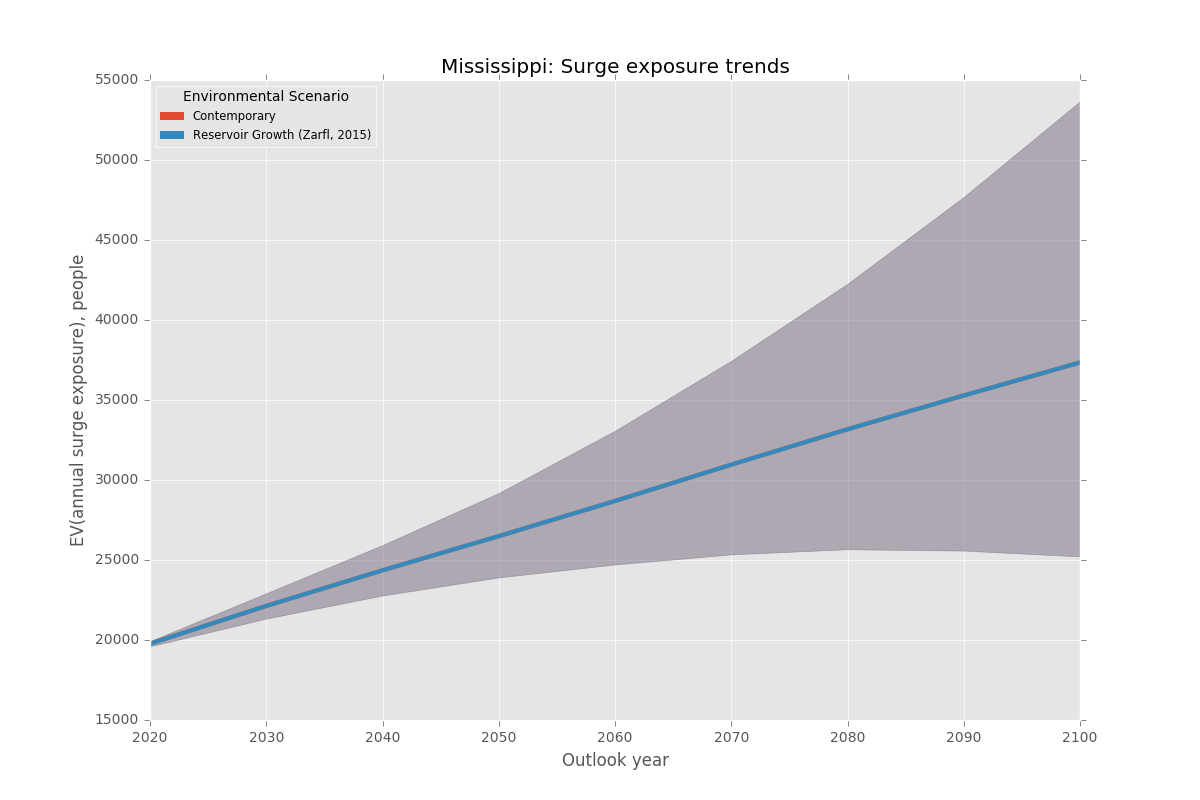 Mississippi: Surge exposure trends
Environmental Scenario
Contemporary
Reservoir Growth (Zarfl, 2015)
EV(annual surge exposure), people
55000
50000
45000
40000
35000
30000
25000
20000
15000
2020 2030 2040 2050 2060 2070 2080 2090 2100
Outlook year